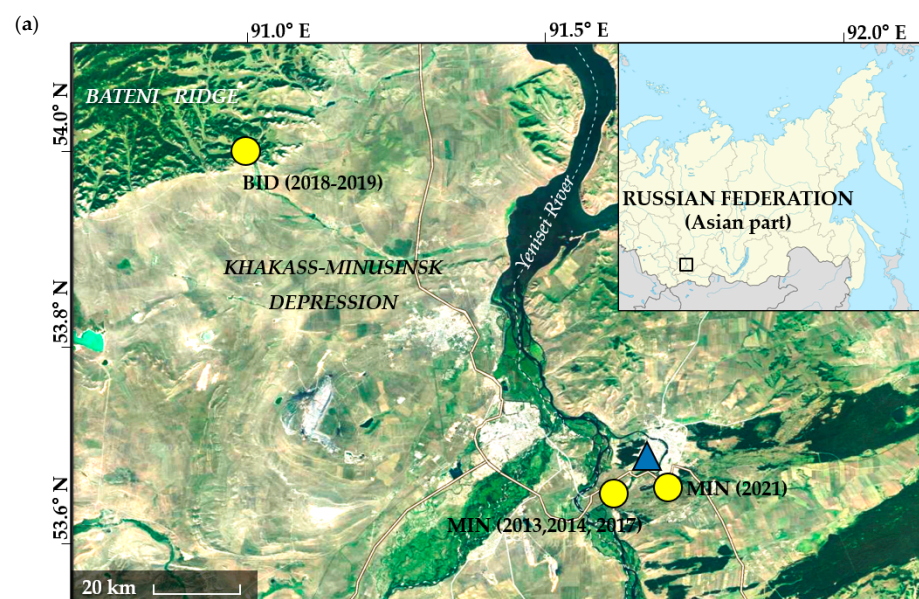 (a)
91.0° E
91.5° E
92.0° E
54.0° N
53.8° N
53.6° N
BATENI RIDGE
BID (2018-2019)
KHAKASS-MINUSINSK
DEPRESSION
Yenisei River
RUSSIAN FEDERATION
(Asian part)
MIN (2021)
MIN (2013,2014, 2017)
20 km